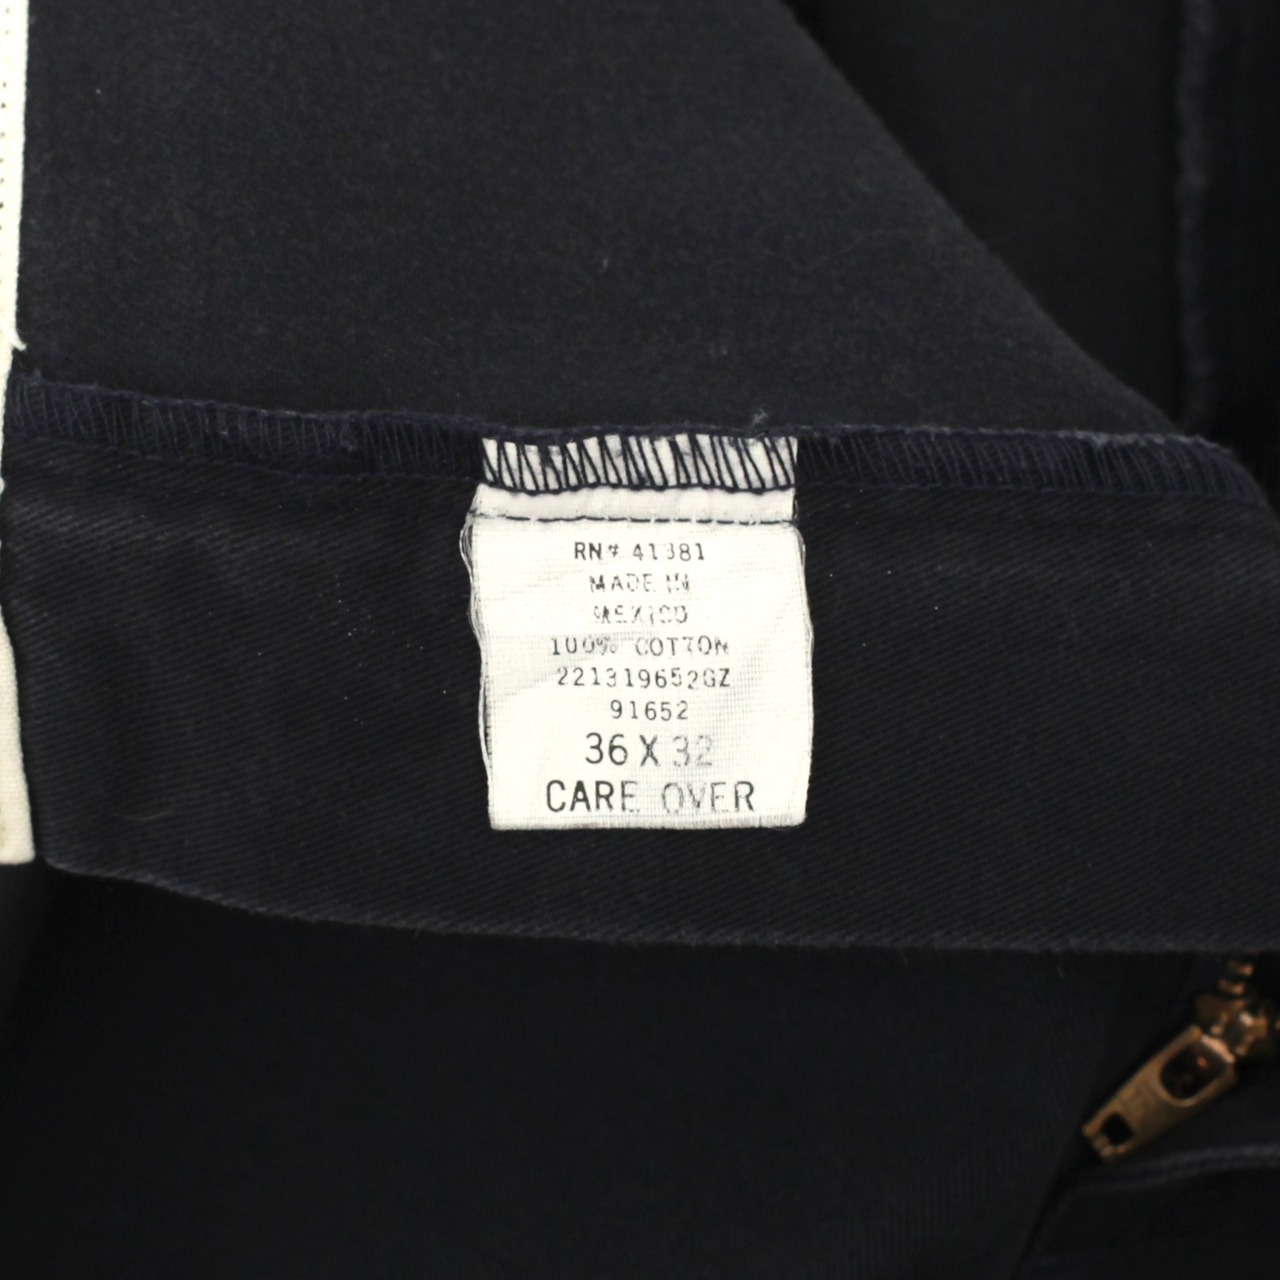 RN# 41381
MADE IN
MEXICO
100% COTTON
221319652GZ
91652
36 X 32
CARE OVER